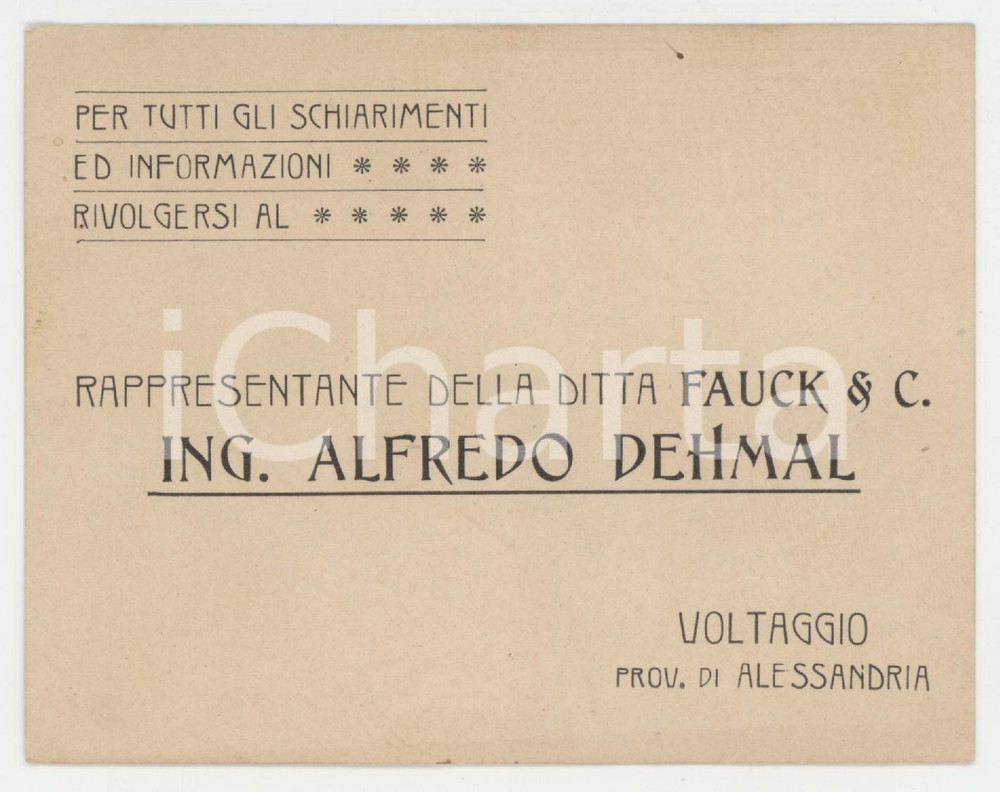 PER TUTTI GLI SCHIARIMENTI
ED INFORMAZIONI * * * *
RIVOLGERSI AL * * * * *
iCharta
RAPPRESENTANTE DELLA DITTA FAUCK & C.
ING. ALFREDO DEHMAL
VOLTAGGIO
PROV. DI ALESSANDRIA